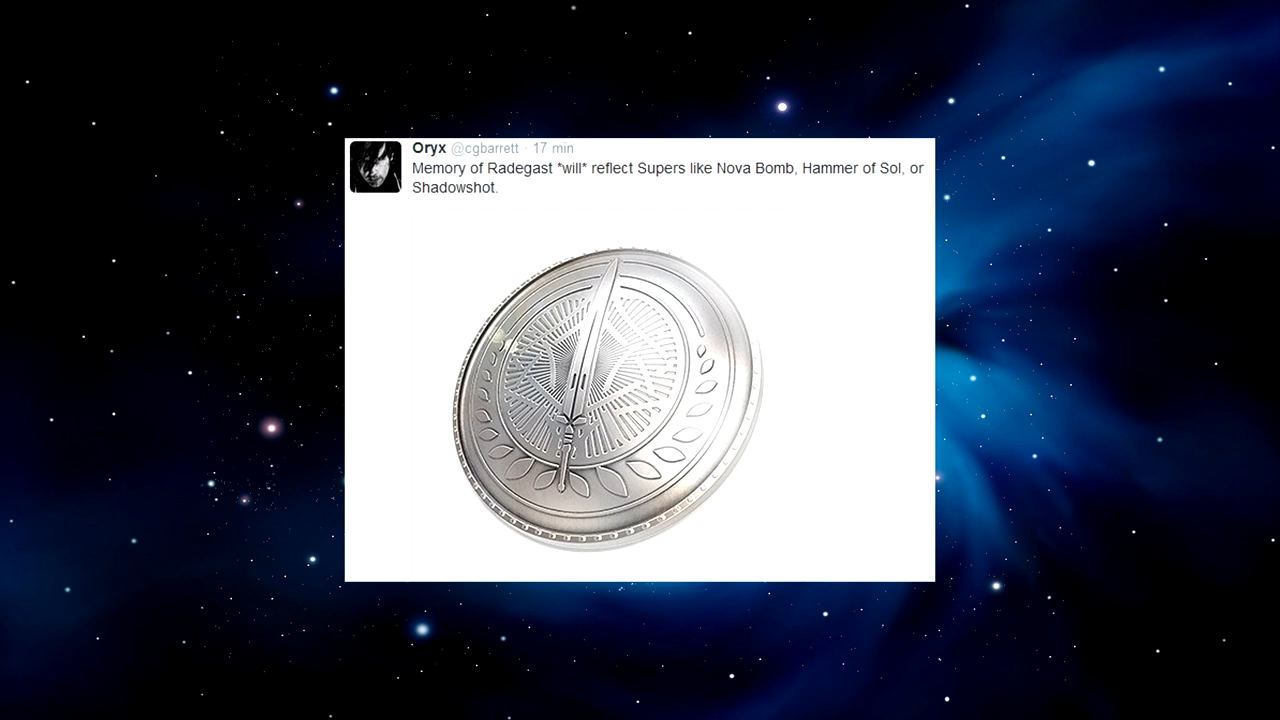 Oryx @cgbarrett · 17 min
Memory of Radegast *will* reflect Supers like Nova Bomb, Hammer of Sol, or
Shadowshot.